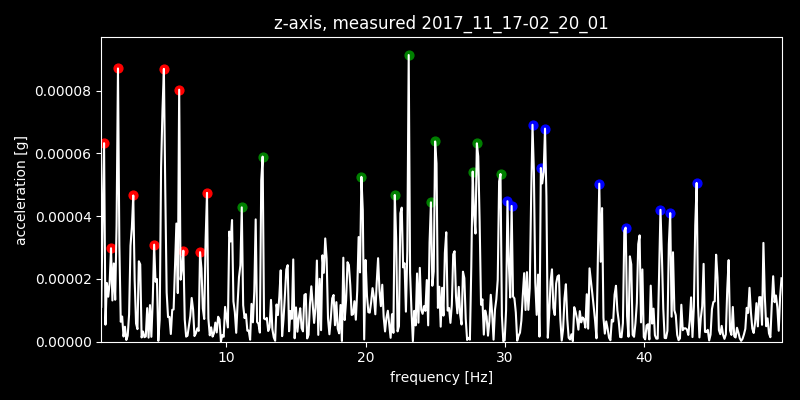 z-axis, measured 2017_11_17-02_20_01
acceleration [g]
0.00008
0.00006
0.00004
0.00002
0.00000
10 20 30 40
frequency [Hz]